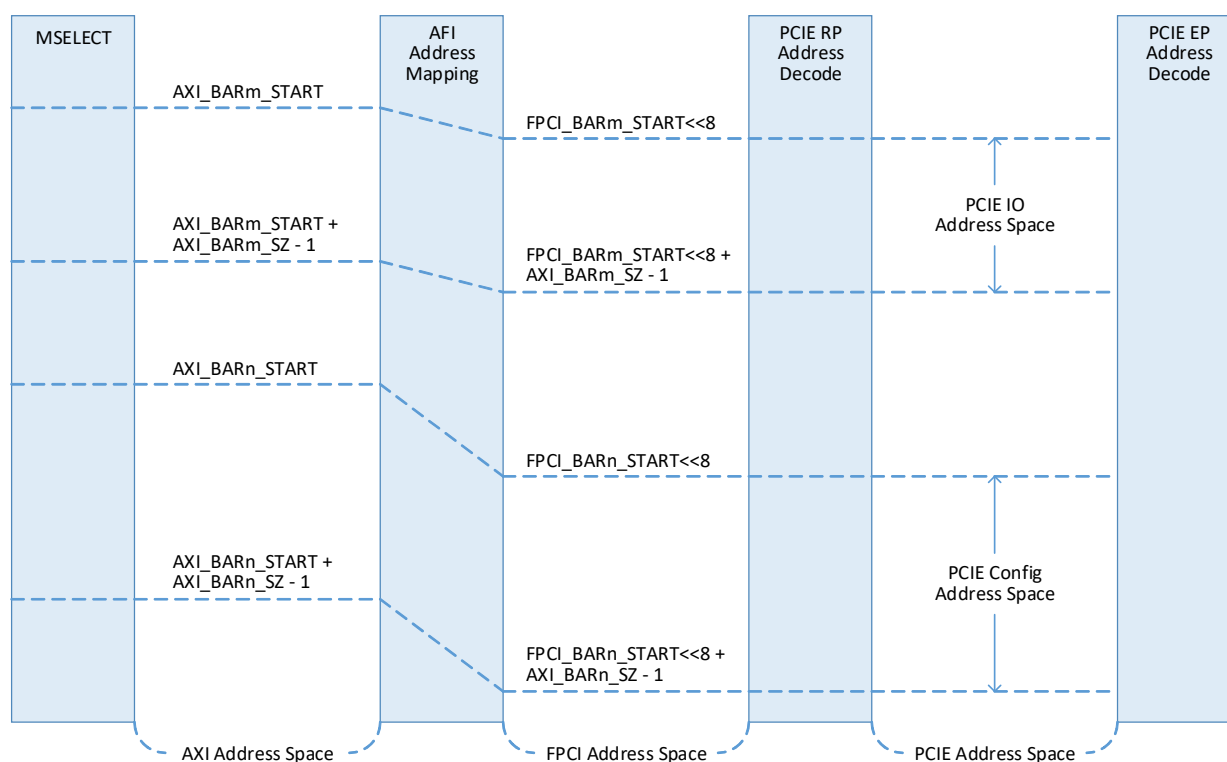 MSELECT
AFI
Address
Mapping
PCIE RP
Address
Decode
PCIE EP
Address
Decode
AXI_BARm_START
FPCI_BARm_START<<8
AXI_BARm_START +
AXI_BARm_SZ - 1
FPCI_BARm_START<<8 +
AXI_BARm_SZ - 1
PCIE IO
Address Space
AXI_BARn_START
FPCI_BARn_START<<8
AXI_BARn_START +
AXI_BARn_SZ - 1
FPCI_BARn_START<<8 +
AXI_BARn_SZ - 1
PCIE Config
Address Space
AXI Address Space
FPCI Address Space
PCIE Address Space